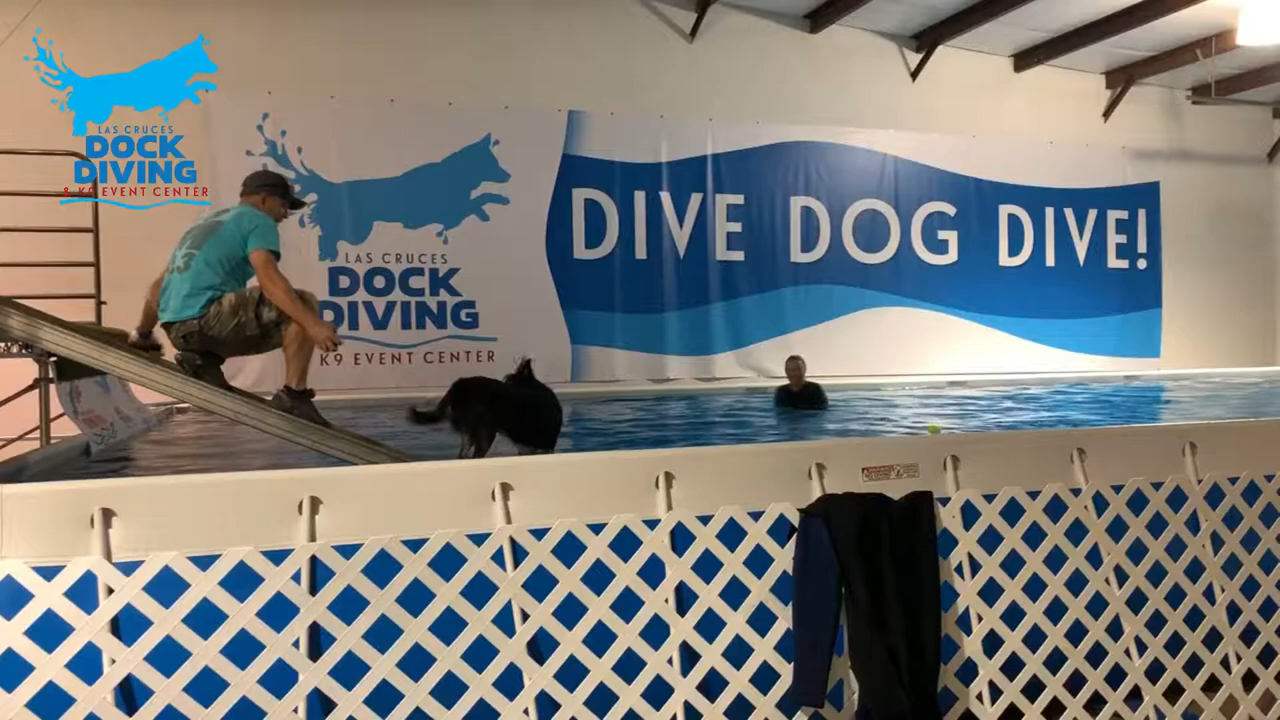 LAS CRUCES
DOCK
DIVING
& K9 EVENT CENTER
LAS CRUCES
DOCK
DIVING
K9 EVENT CENTER
DIVE DOG DIVE!